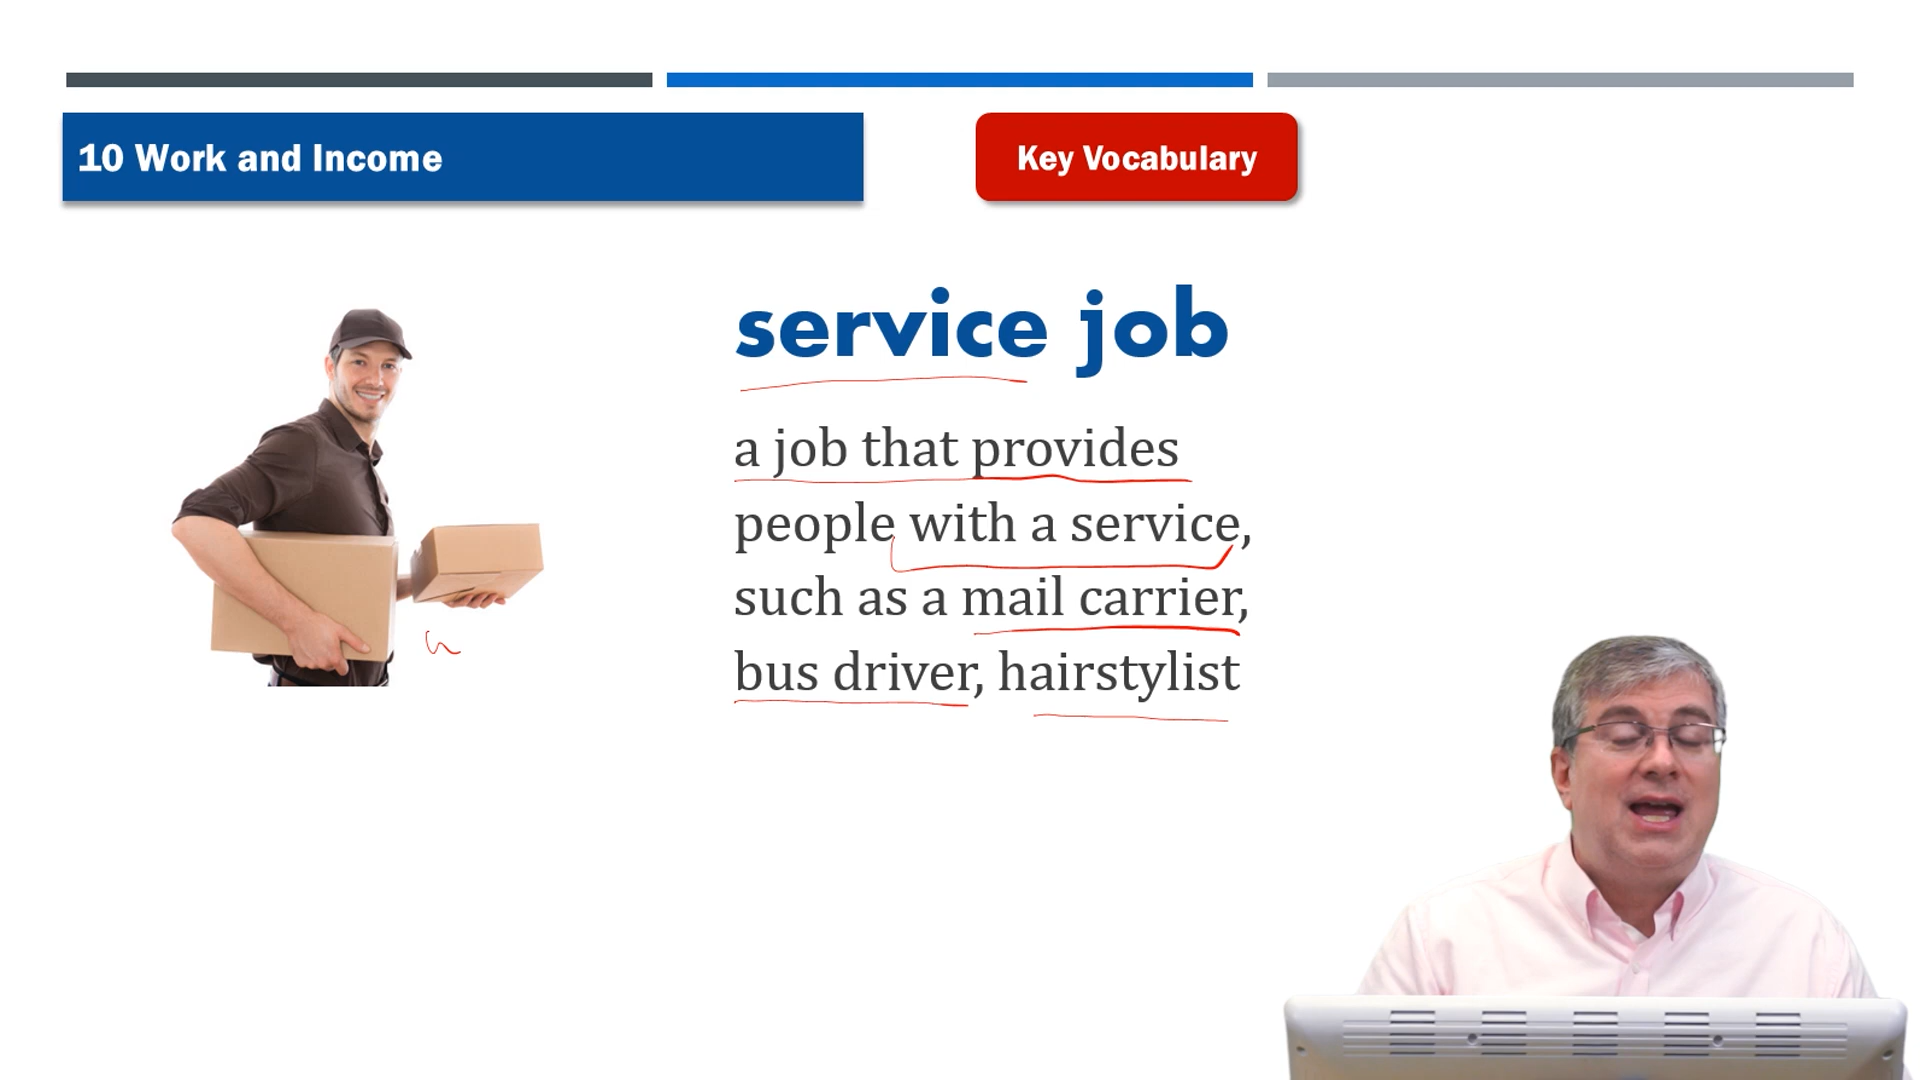 10 Work and Income
Key Vocabulary
service job
a job that provides
people with a service,
such as a mail carrier,
bus driver, hairstylist